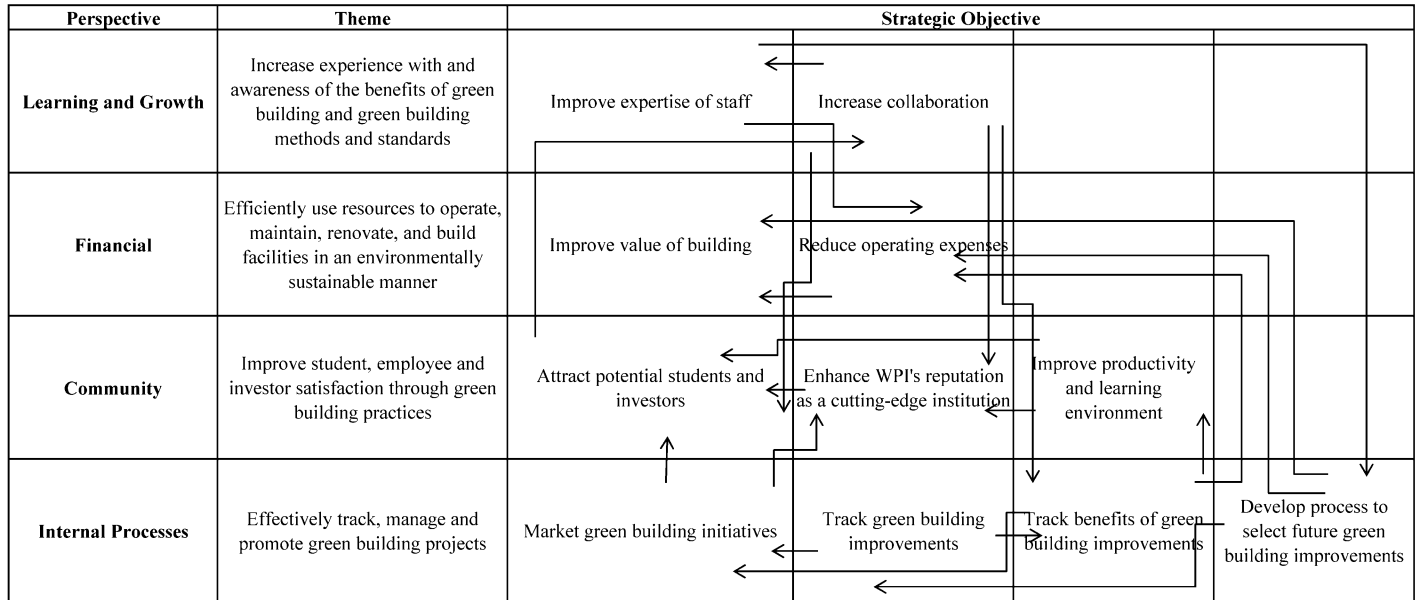 Perspective
Theme
Strategic Objective
Learning and Growth
Increase experience with and
awareness of the benefits of green
building and green building
methods and standards
Improve expertise of staff
Increase collaboration
Financial
Efficiently use resources to operate,
maintain, renovate, and build
facilities in an environmentally
sustainable manner
Improve value of building
Reduce operating expenses
Community
Improve student, employee and
investor satisfaction through green
building practices
Attract potential students and
investors
Enhance WPI's reputation
as a cutting-edge institution
Improve productivity
and learning
environment
Internal Processes
Effectively track, manage and
promote green building projects
Market green building initiatives
Track green building
improvements
Track benefits of green
building improvements
Develop process to
select future green
building improvements